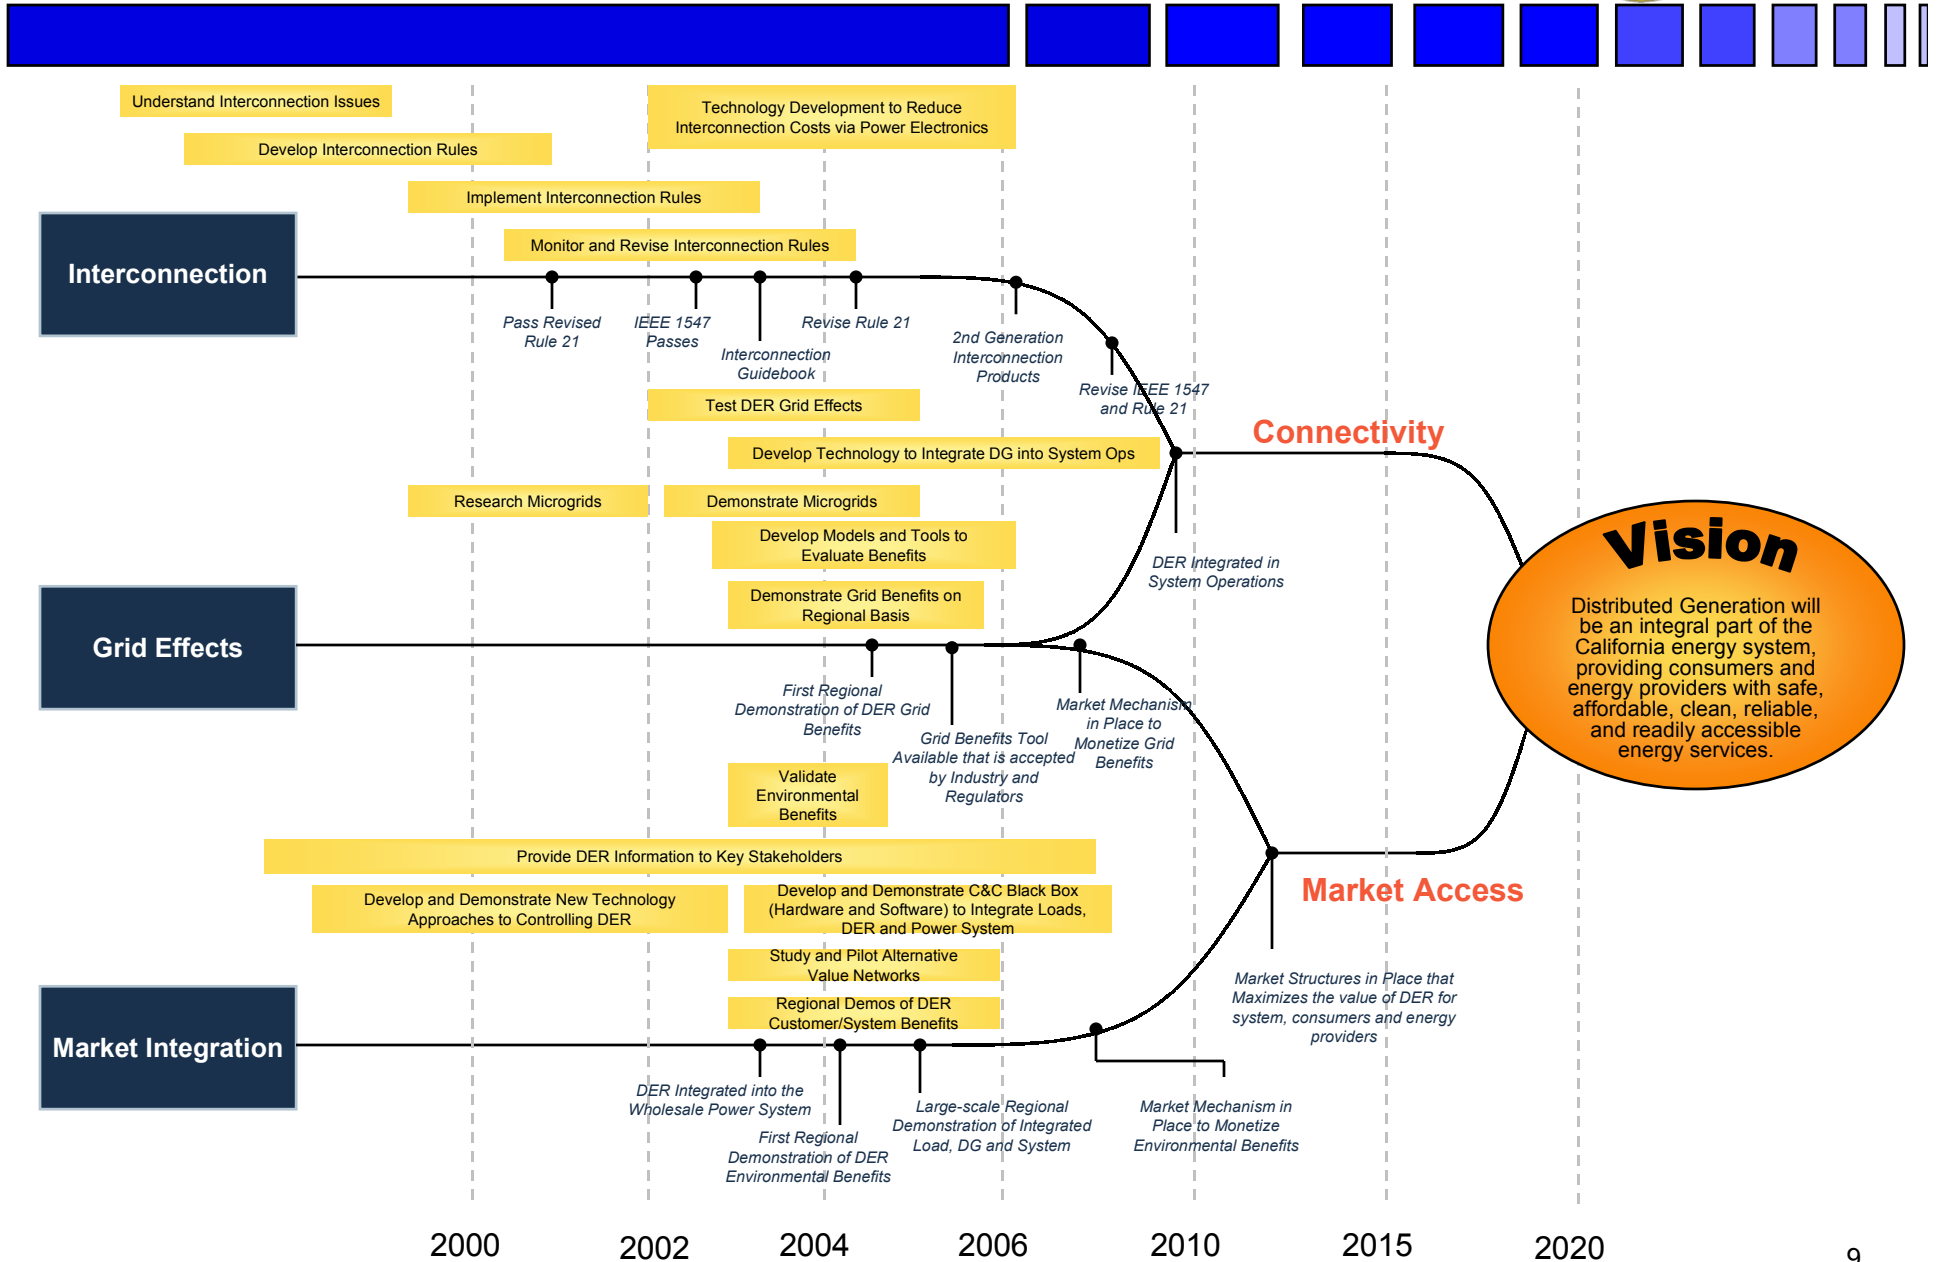 Understand Interconnection Issues
Technology Development to Reduce
Interconnection Costs via Power Electronics
Develop Interconnection Rules
Implement Interconnection Rules
Monitor and Revise Interconnection Rules
Interconnection
Pass Revised
Rule 21
IEEE 1547
Passes
Interconnection
Guidebook
Revise Rule 21
2nd Generation
Interconnection
Products
Revise IEEE 1547
and Rule 21
Test DER Grid Effects
Connectivity
Develop Technology to Integrate DG into System Ops
Research Microgrids
Demonstrate Microgrids
Develop Models and Tools to
Evaluate Benefits
DER Integrated in
System Operations
Demonstrate Grid Benefits on
Regional Basis
Grid Effects
Vision
Distributed Generation will
be an integral part of the
California energy system,
providing consumers and
energy providers with safe,
affordable, clean, reliable,
and readily accessible
energy services.
First Regional
Demonstration of DER Grid
Benefits
Grid Benefits Tool
Available that is accepted
by Industry and
Regulators
Market Mechanism
in Place to
Monetize Grid
Benefits
Validate
Environmental
Benefits
Provide DER Information to Key Stakeholders
Develop and Demonstrate New Technology
Approaches to Controlling DER
Develop and Demonstrate C&C Black Box
(Hardware and Software) to Integrate Loads,
DER and Power System
Market Access
Study and Pilot Alternative
Value Networks
Regional Demos of DER
Customer/System Benefits
Market Structures in Place that
Maximizes the value of DER for
system, consumers and energy
providers
Market Integration
DER Integrated into the
Wholesale Power System
First Regional
Demonstration of DER
Environmental Benefits
Large-scale Regional
Demonstration of Integrated
Load, DG and System
Market Mechanism in
Place to Monetize
Environmental Benefits
2000
2002
2004
2006
2010
2015
2020
9